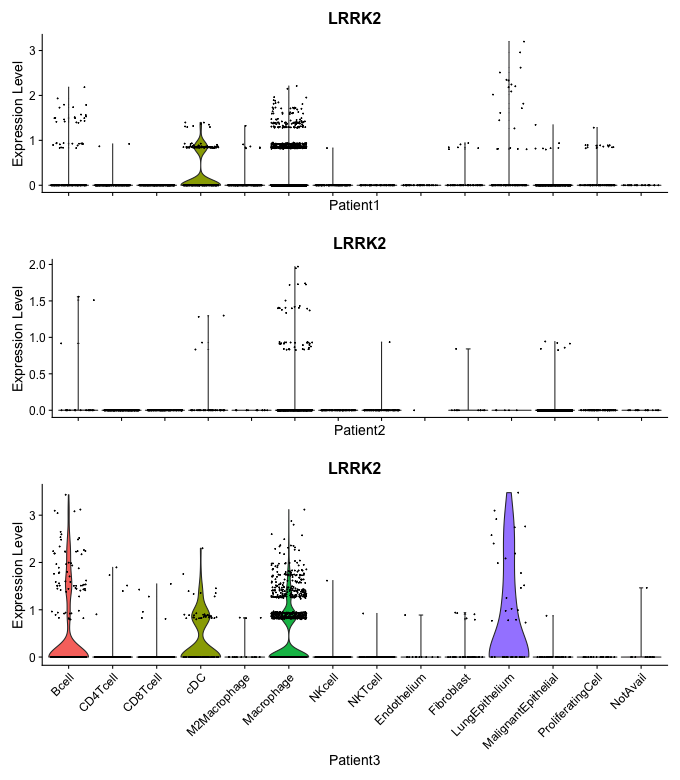 LRRK2
Expression Level
3
2
1
0
Patient1
LRRK2
Expression Level
2.0
1.5
1.0
0.5
0.0
Patient2
LRRK2
Expression Level
3
2
1
0
Bcell
CD4Tcell
CD8Tcell
cDC
M2Macrophage
Macrophage
NKcell
NKTcell
Endothelium
Fibroblast
LungEpithelium
MalignantEpithelial
ProliferatingCell
NotAvail
Patient3